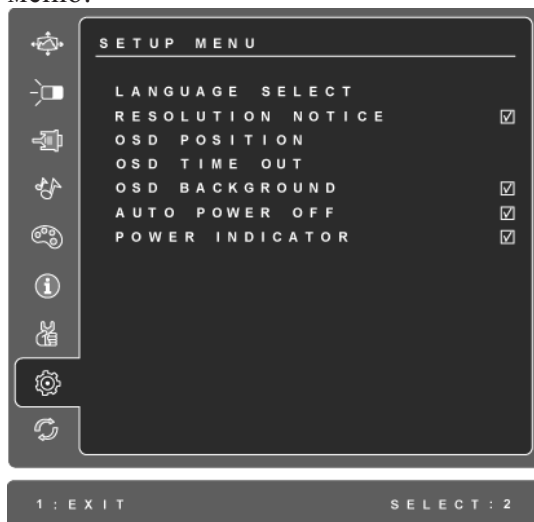 SETUP MENU
LANGUAGE SELECT
RESOLUTION NOTICE
OSD POSITION
OSD TIME OUT
OSD BACKGROUND
AUTO POWER OFF
POWER INDICATOR
1:EXIT SELECT:2